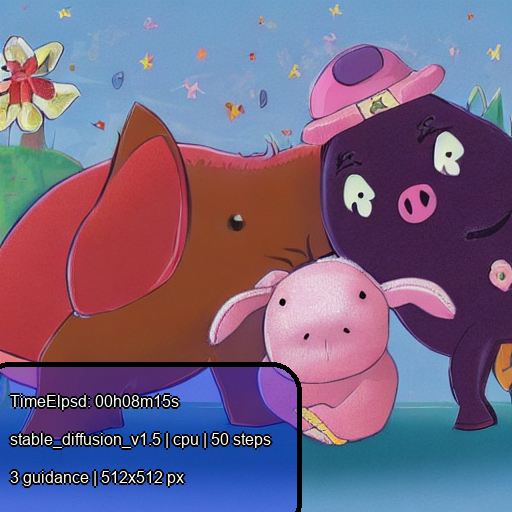 TimeElpsd: 00h08m15s
stable_diffusion_v1.5 | cpu | 50 steps
3 guidance | 512x512 px